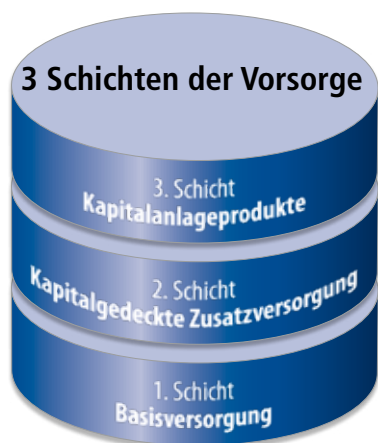 3 Schichten der Vorsorge
3. Schicht
Kapitalanlageprodukte
2. Schicht
Kapitalgedeckte Zusatzversorgung
1. Schicht
Basisversorgung